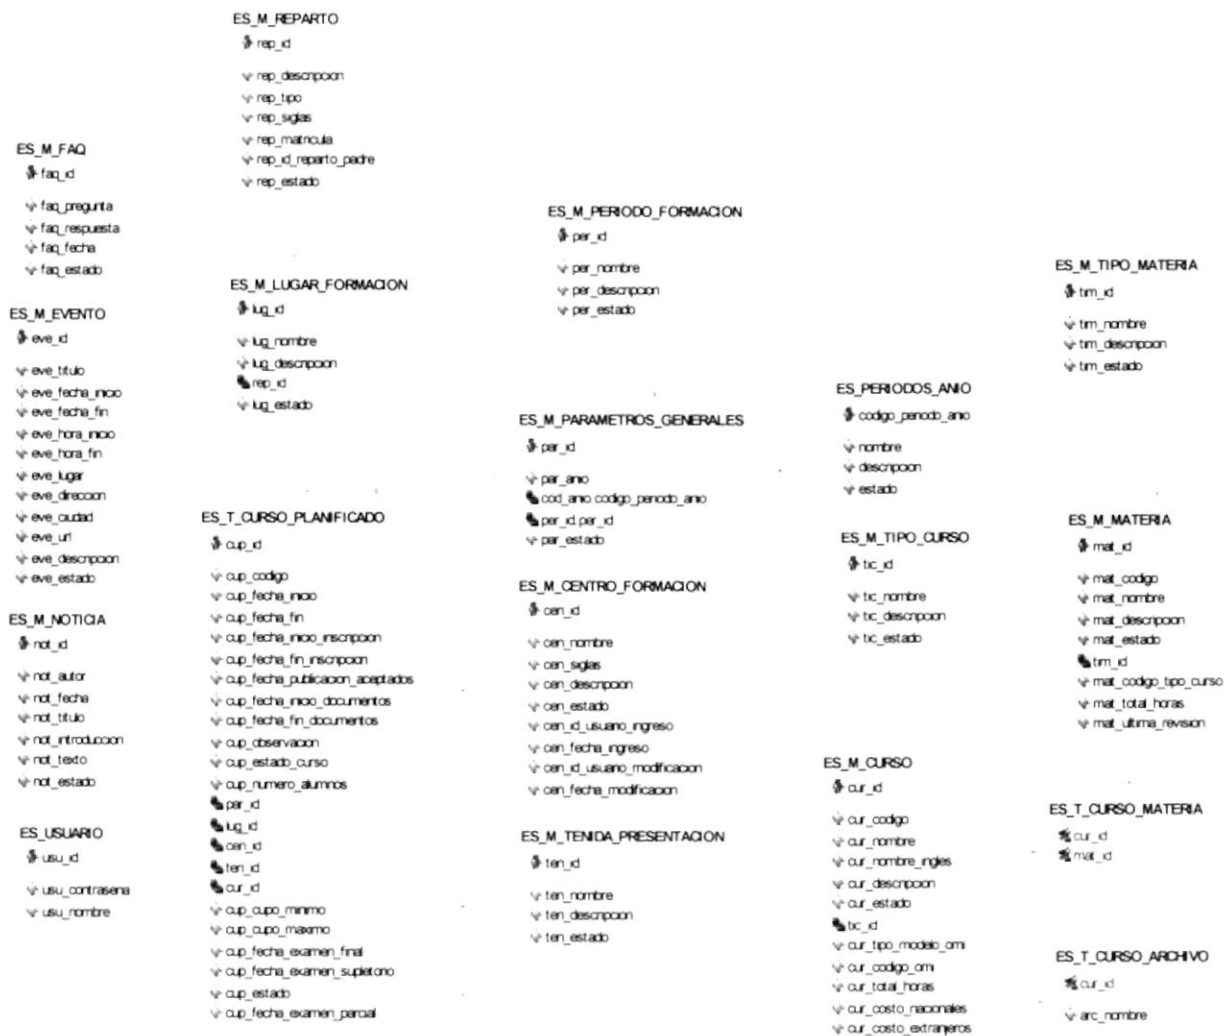 ES_M_REPARTO
rep_id
rep_descripcion
rep_tipo
rep_siglas
rep_matricula
rep_id_reparto_padre
rep_estado
ES_M_FAQ
faq_id
faq_pregunta
faq_respuesta
faq_fecha
faq_estado
ES_M_EVENTO
eve_id
eve_titulo
eve_fecha_inicio
eve_fecha_fin
eve_hora_inicio
eve_hora_fin
eve_lugar
eve_direccion
eve_ciudad
eve_url
eve_descripcion
eve_estado
ES_M_NOTICIA
not_id
not_autor
not_fecha
not_titulo
not_introduccion
not_texto
not_estado
ES_USUARIO
usu_id
usu_contrasena
usu_nombre
ES_M_LUGAR_FORMACION
lug_id
lug_nombre
lug_descripcion
rep_id
lug_estado
ES_T_CURSO_PLANIFICADO
cup_id
cup_codigo
cup_fecha_inicio
cup_fecha_fin
cup_fecha_inicio_inscripcion
cup_fecha_fin_inscripcion
cup_fecha_publicacion_aceptados
cup_fecha_inicio_documentos
cup_fecha_fin_documentos
cup_observacion
cup_estado_curso
cup_numero_alumnos
par_id
lug_id
cen_id
ten_id
cur_id
cup_cupo_minimo
cup_cupo_maximo
cup_fecha_examen_final
cup_fecha_examen_supletorio
cup_estado
cup_fecha_examen_parcial
ES_M_PERIODO_FORMACION
per_id
per_nombre
per_descripcion
per_estado
ES_M_PARAMETROS_GENERALES
par_id
par_anio
cod_anio.codigo_periodo_anio
per_id.per_id
par_estado
ES_M_CENTRO_FORMACION
cen_id
cen_nombre
cen_siglas
cen_descripcion
cen_estado
cen_id_usuario_ingreso
cen_fecha_ingreso
cen_id_usuario_modificacion
cen_fecha_modificacion
ES_M_TENIDA_PRESENTACION
ten_id
ten_nombre
ten_descripcion
ten_estado
ES_PERIODOS_ANIO
codigo_periodo_anio
nombre
descripcion
estado
ES_M_TIPO_CURSO
tic_id
tic_nombre
tic_descripcion
tic_estado
ES_M_CURSO
cur_id
cur_codigo
cur_nombre
cur_nombre_ingles
cur_descripcion
cur_estado
tic_id
cur_tipo_modelo_omi
cur_codigo_omi
cur_total_horas
cur_costo_nacionales
cur_costo_extranjeros
ES_M_TIPO_MATERIA
tim_id
tim_nombre
tim_descripcion
tim_estado
ES_M_MATERIA
mat_id
mat_codigo
mat_nombre
mat_descripcion
mat_estado
tim_id
mat_codigo_tipo_curso
mat_total_horas
mat_ultima_revision
ES_T_CURSO_MATERIA
cur_id
mat_id
ES_T_CURSO_ARCHIVO
cur_id
arc_nombre